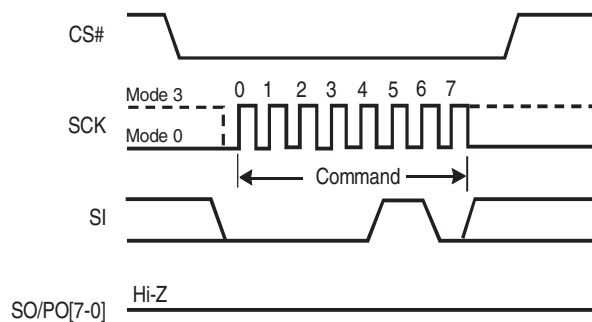 CS#
Mode 3
0 1 2 3 4 5 6 7
SCK
Mode 0
Command
SI
Hi-Z
SO/PO[7-0]